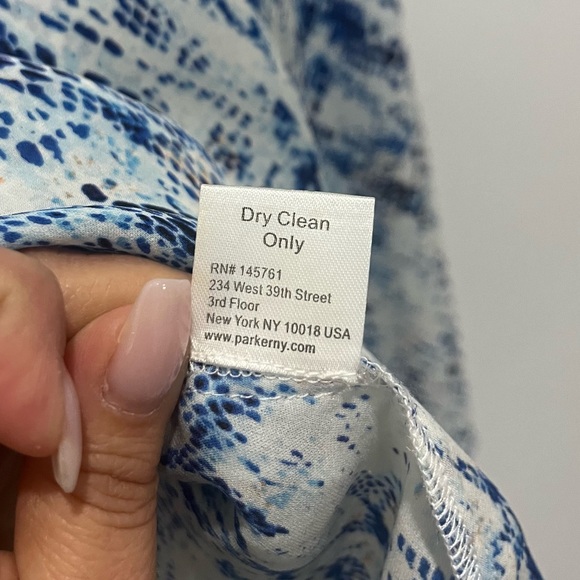 Dry Clean
Only
RN# 145761
234 West 39th Street
3rd Floor
New York NY 10018 USA
www.parkerny.com